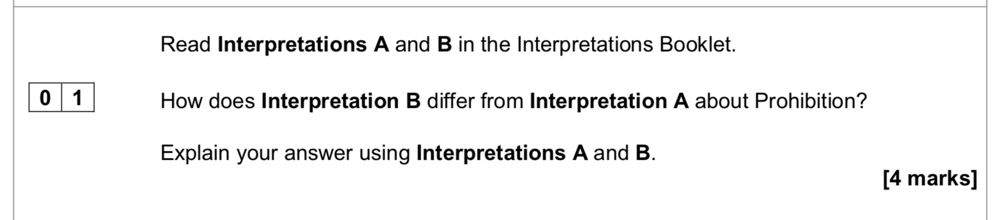 Read Interpretations A and B in the Interpretations Booklet.
0 1 How does Interpretation B differ from Interpretation A about Prohibition?
Explain your answer using Interpretations A and B.
[4 marks]